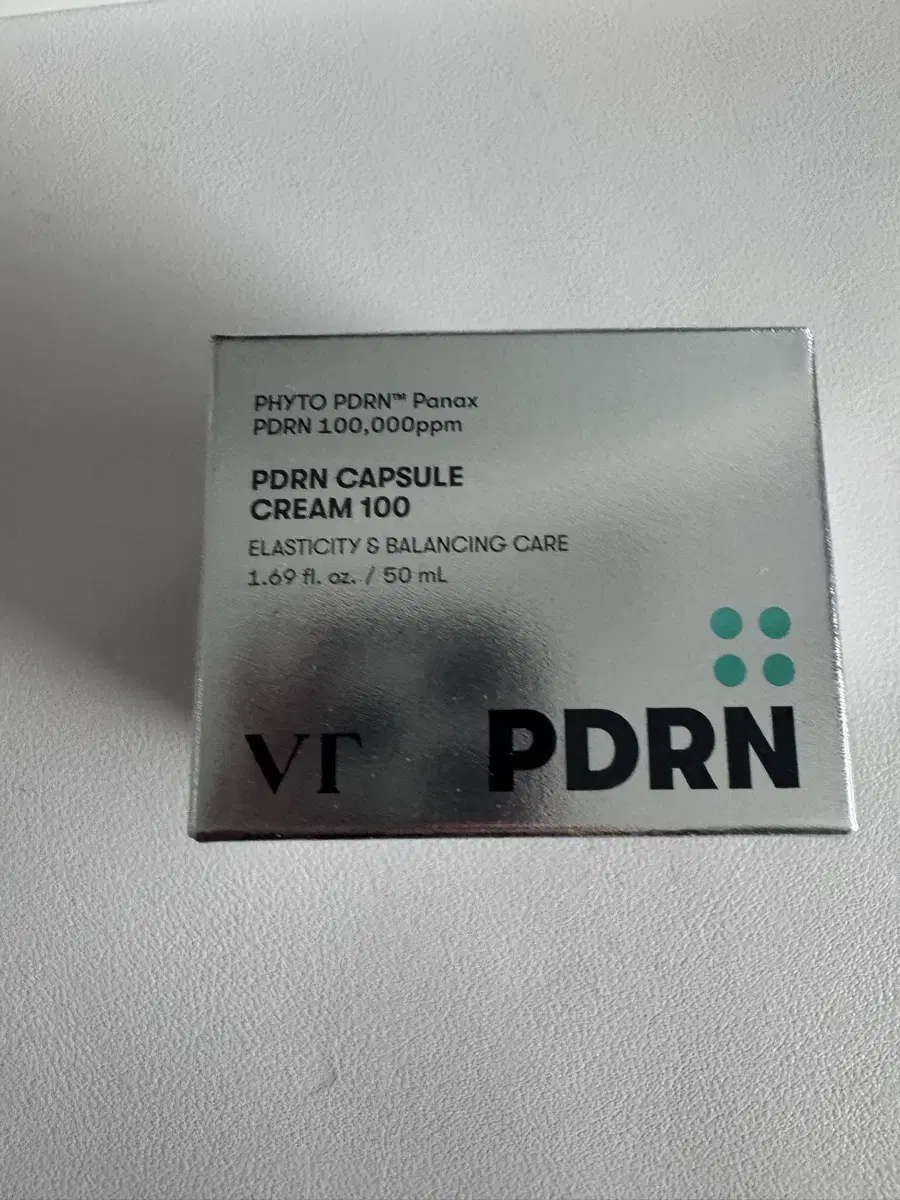 PHYTO PDRN™ Panax
PDRN 100,000ppm
PDRN CAPSULE
CREAM 100
ELASTICITY & BALANCING CARE
1.69 fl. oz. / 50 mL
VT
PDRN